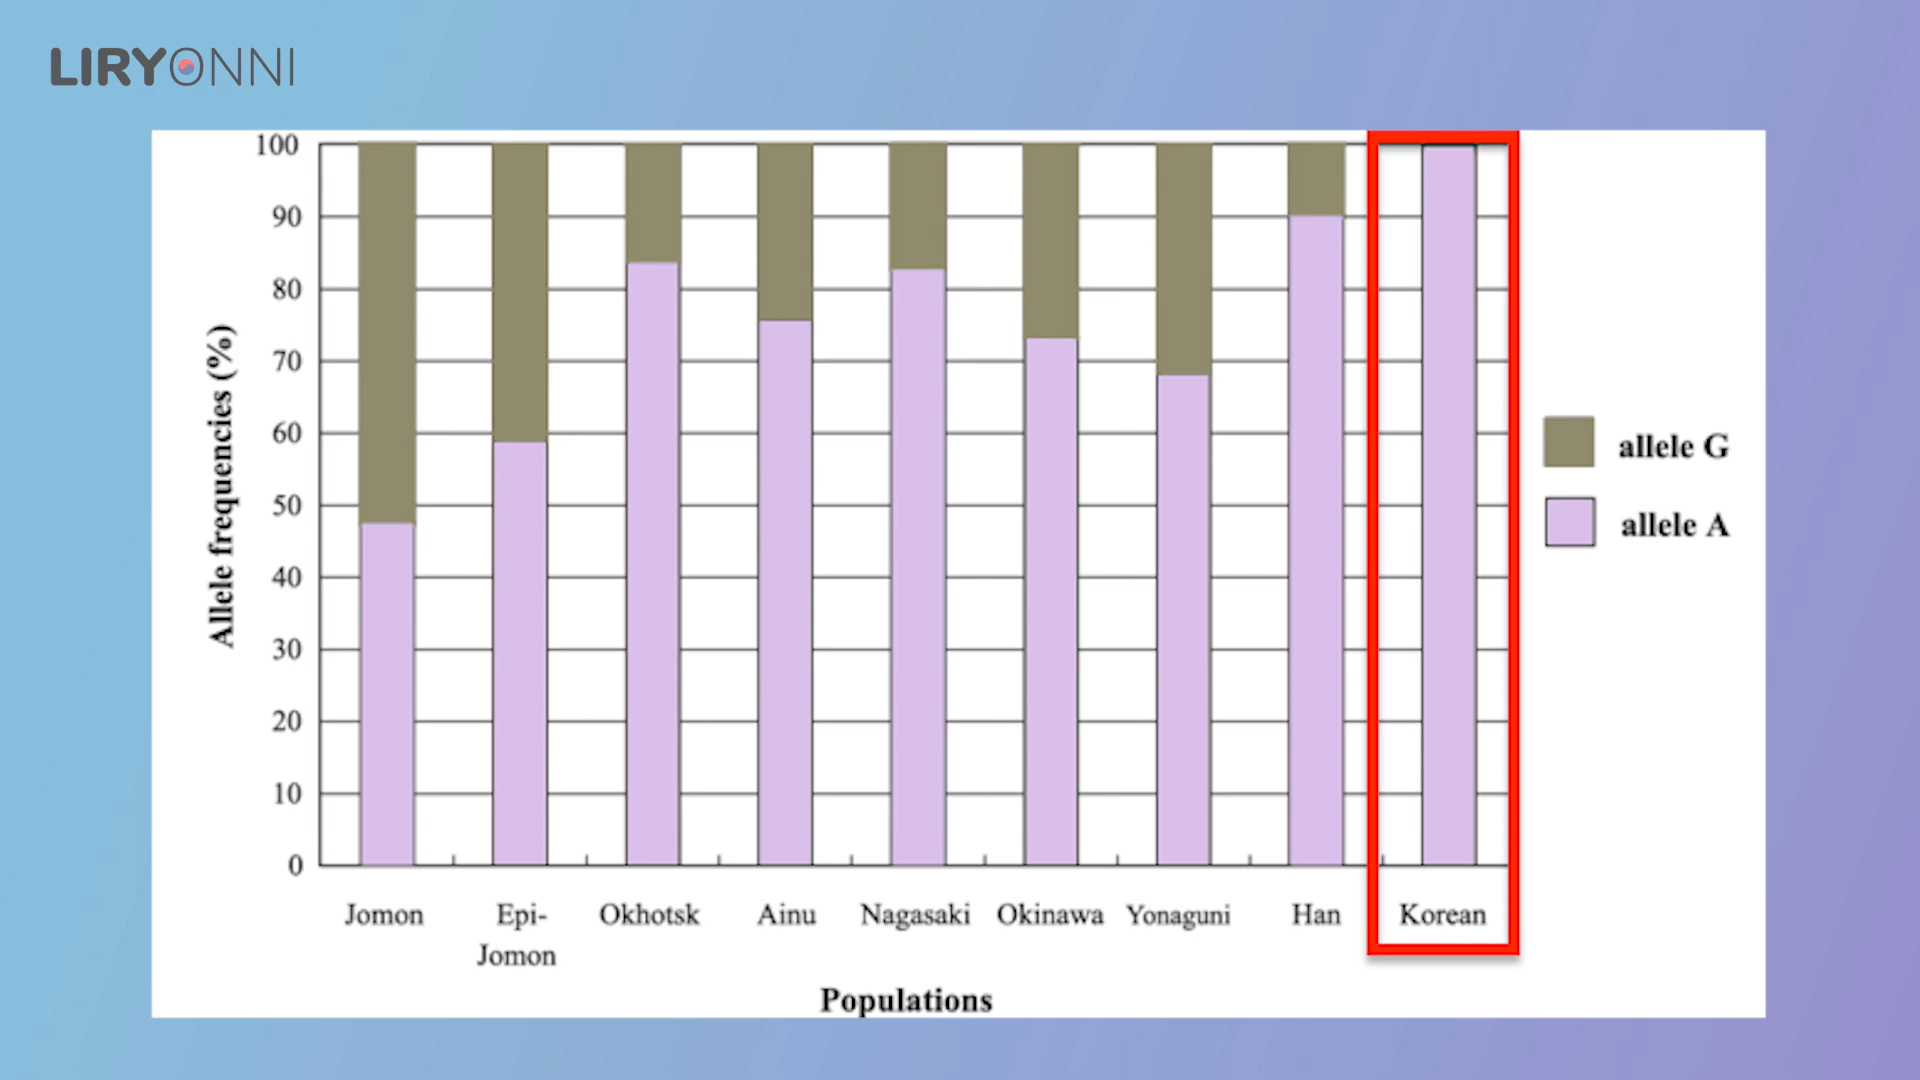 LIRYONNI
100
90
80
70
60
50
40
30
20
10
0
Allele frequencies (%)
Jomon
Epi-
Jomon
Okhotsk
Ainu
Nagasaki
Okinawa
Yonaguni
Han
Korean
Populations
allele G
allele A